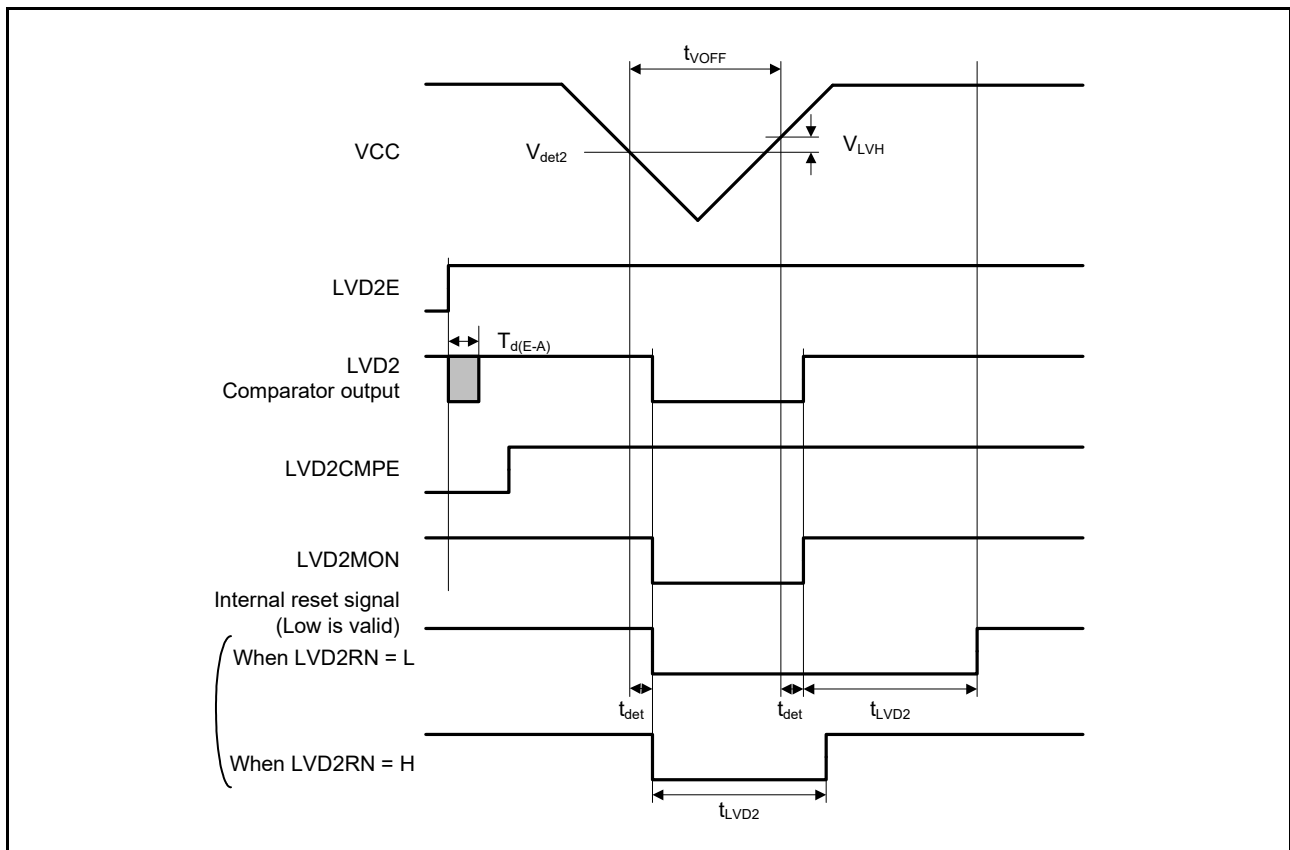 tVOFF
VCC
Vdet2
VLVH
LVD2E
Td(E-A)
LVD2
Comparator output
LVD2CMPE
LVD2MON
Internal reset signal
(Low is valid)
When LVD2RN = L
tdet
tdet
tLVD2
When LVD2RN = H
tLVD2